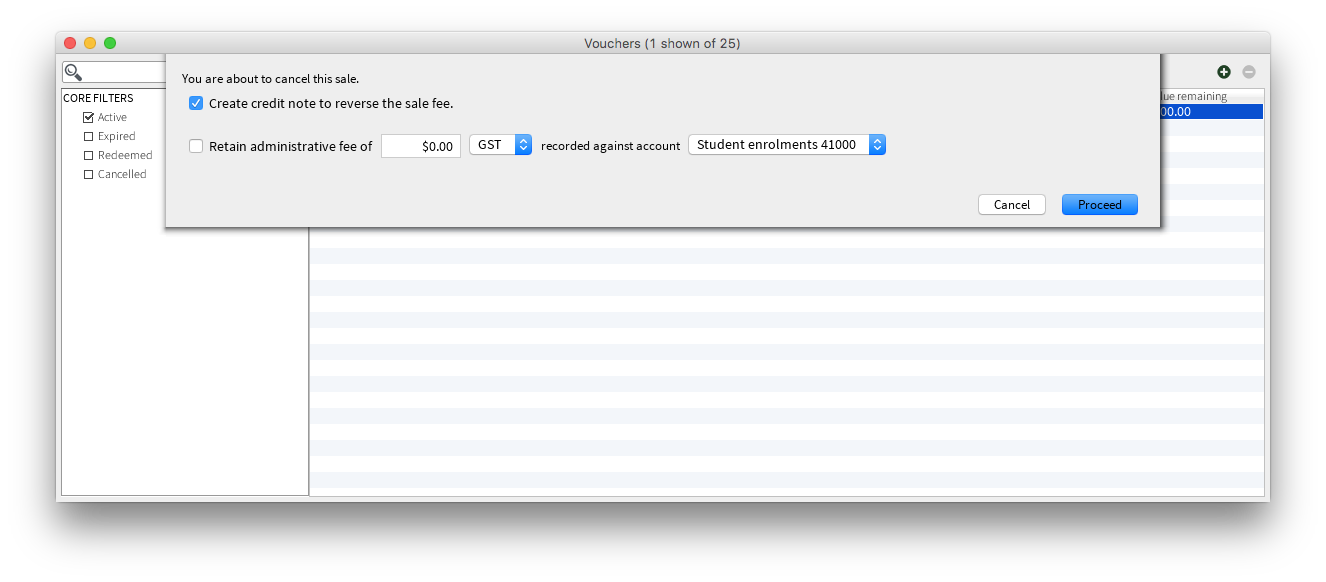 Vouchers (1 shown of 25)
You are about to cancel this sale.
Create credit note to reverse the sale fee.
Retain administrative fee of $0.00 GST recorded against account Student enrolments 41000
Cancel Proceed
CORE FILTERS
Active
Expired
Redeemed
Cancelled
remaining
00.00